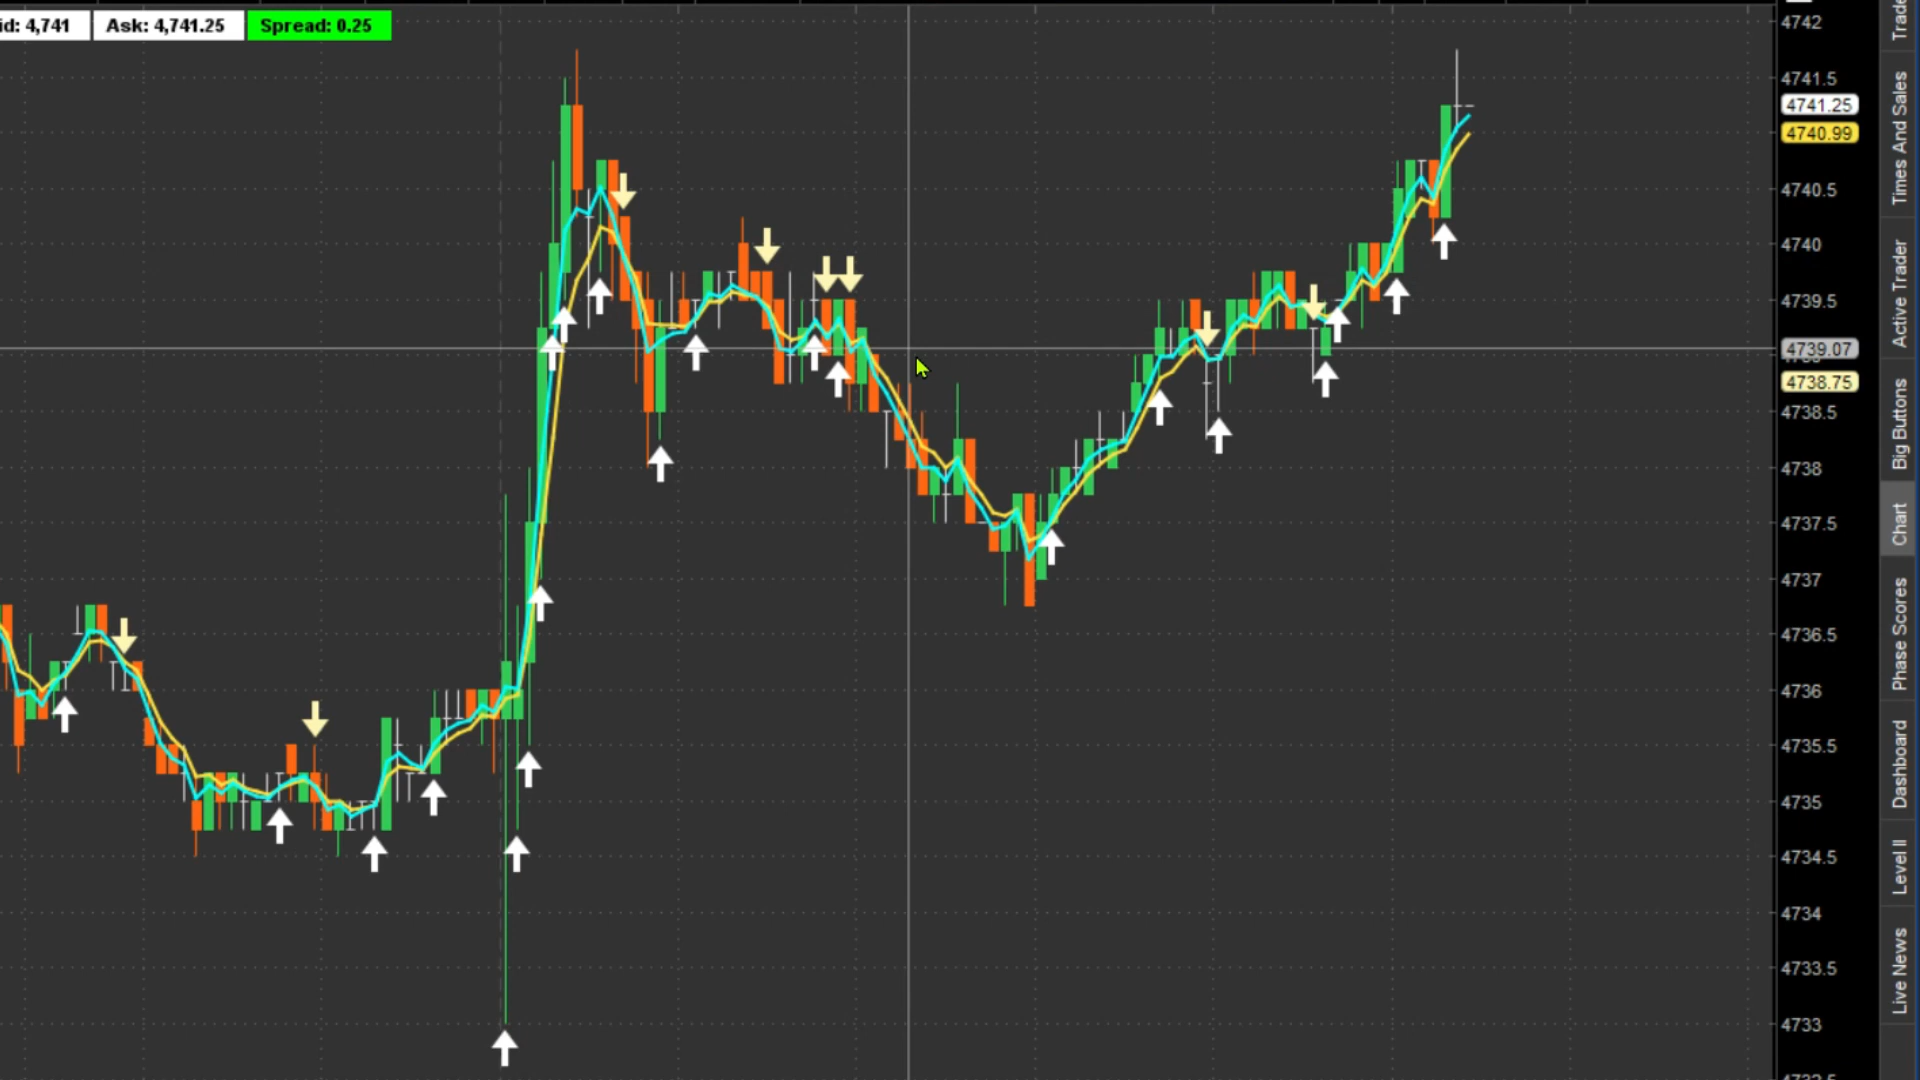 id: 4,741
Ask: 4,741.25
Spread: 0.25
4742
4741.5
4741.25
4740.99
4740.5
4740
4739.5
4739.07
4738.75
4738.5
4738
4737.5
4737
4736.5
4736
4735.5
4735
4734.5
4734
4733.5
4733
Trade
Times And Sales
Active Trader
Big Buttons
Chart
Phase Scores
Dashboard
Level II
Live News